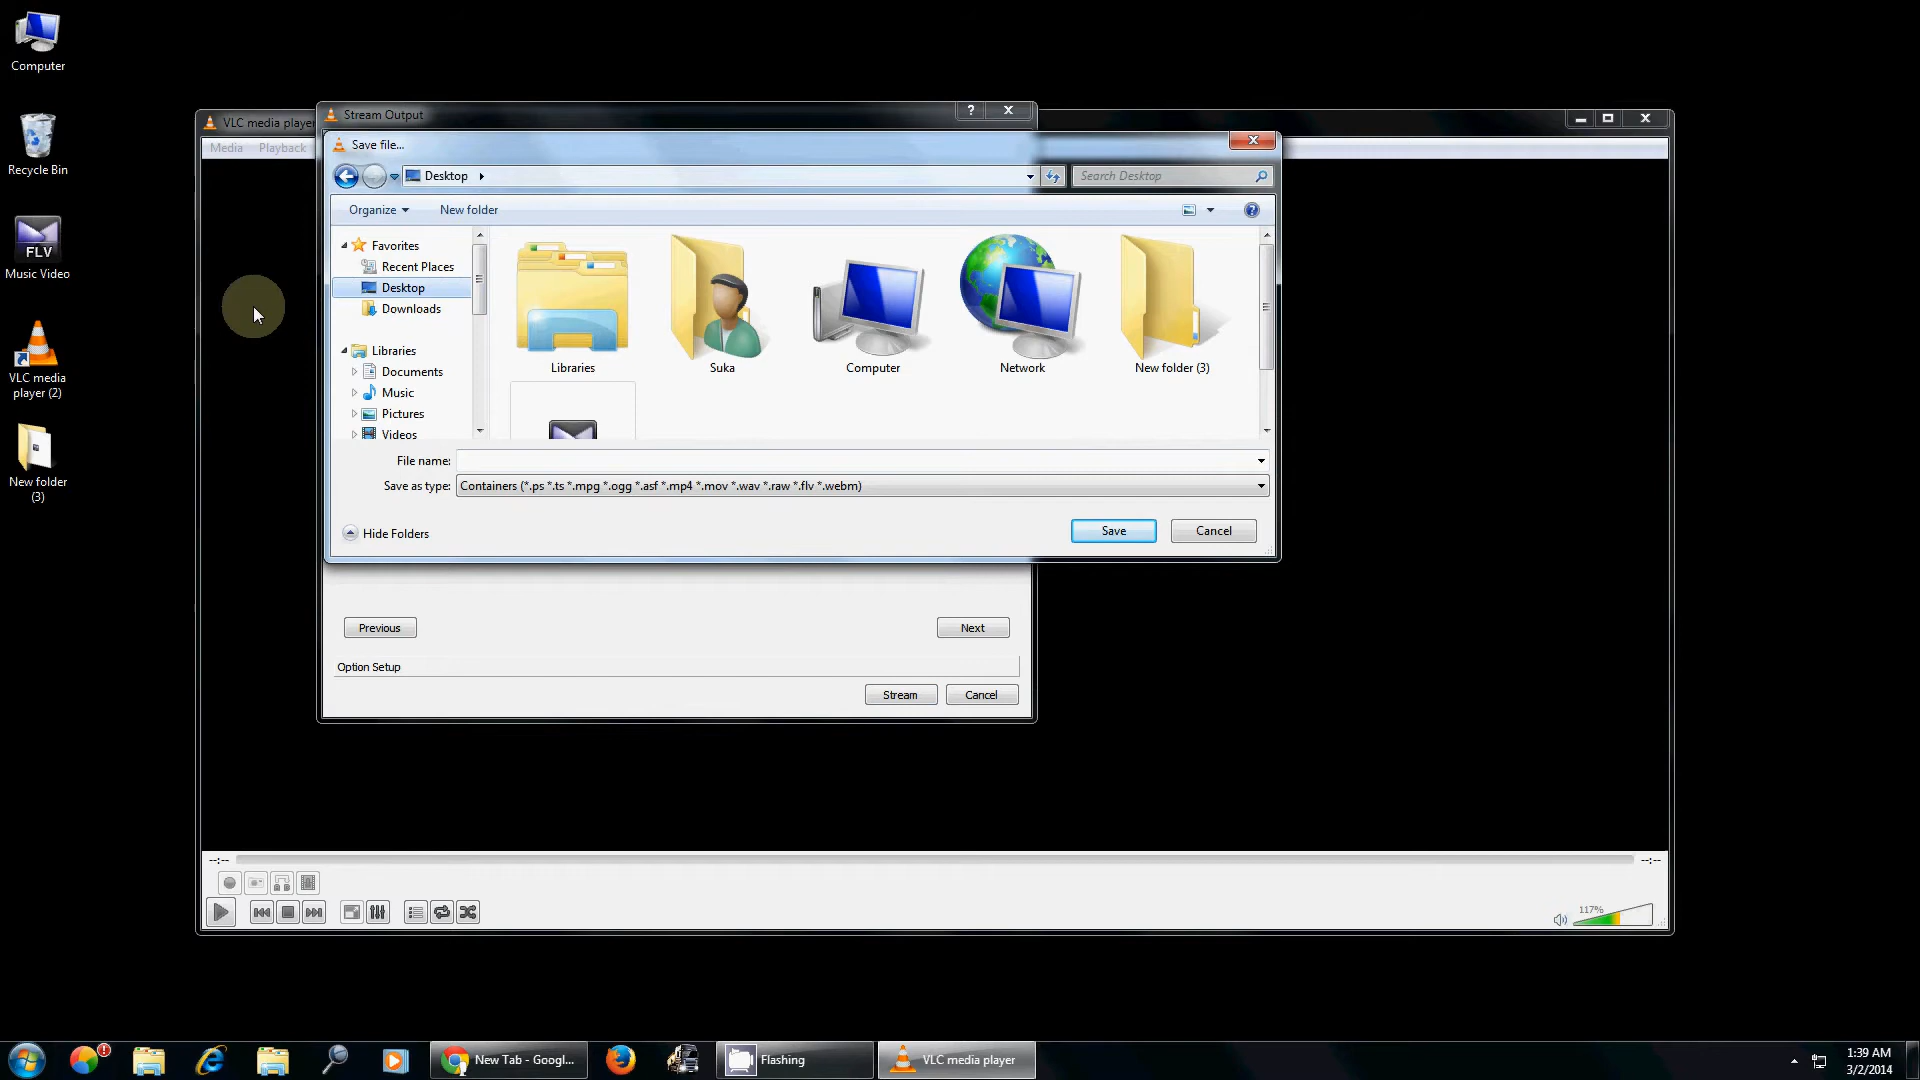 Computer
Recycle Bin
FLV
Music Video
VLC media
player (2)
New folder
(3)
VLC media player
Media Playback
Stream Output
?
Save file...
Desktop
Search Desktop
Organize
New folder
Favorites
Recent Places
Desktop
Downloads
Libraries
Documents
Music
Pictures
Videos
Libraries
Suka
Computer
Network
New folder (3)
File name:
Save as type: Containers (*.ps *.ts *.mpg *.ogg *.asf *.mp4 *.mov *.wav *.raw *.flv *.webm)
Hide Folders
Save
Cancel
Previous
Next
Option Setup
Stream
Cancel
--:--
--:--
117%
New Tab - Googl...
Flashing
VLC media player
1:39 AM
3/2/2014